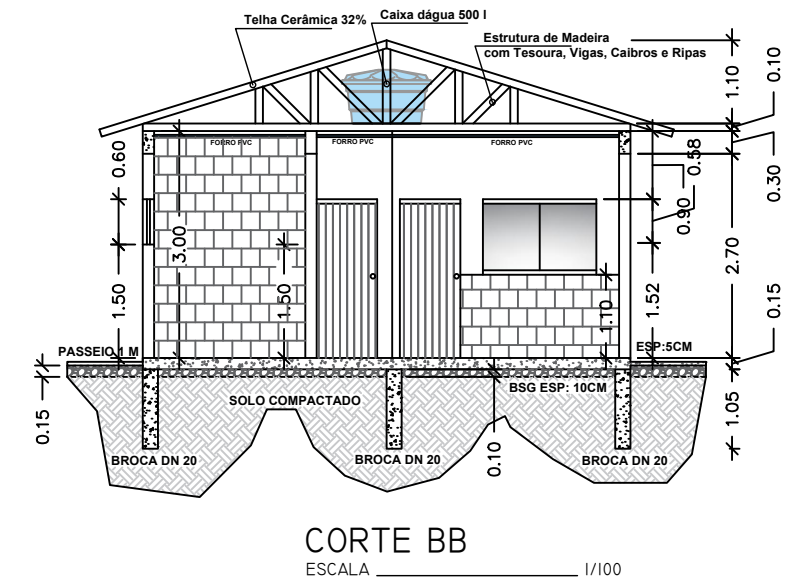 Telha Cerâmica 32%
Caixa dágua 500 l
Estrutura de Madeira
com Tesoura, Vigas, Caibros e Ripas
1.10
0.10
FORRO PVC
FORRO PVC
FORRO PVC
0.60
3.00
0.58
0.90
0.30
2.70
1.50
1.50
1.10
1.52
0.15
PASSEIO 1 M
ESP:5CM
0.15
SOLO COMPACTADO
BSG ESP: 10CM
0.10
1.05
BROCA DN 20
BROCA DN 20
BROCA DN 20
CORTE BB
ESCALA 1/100